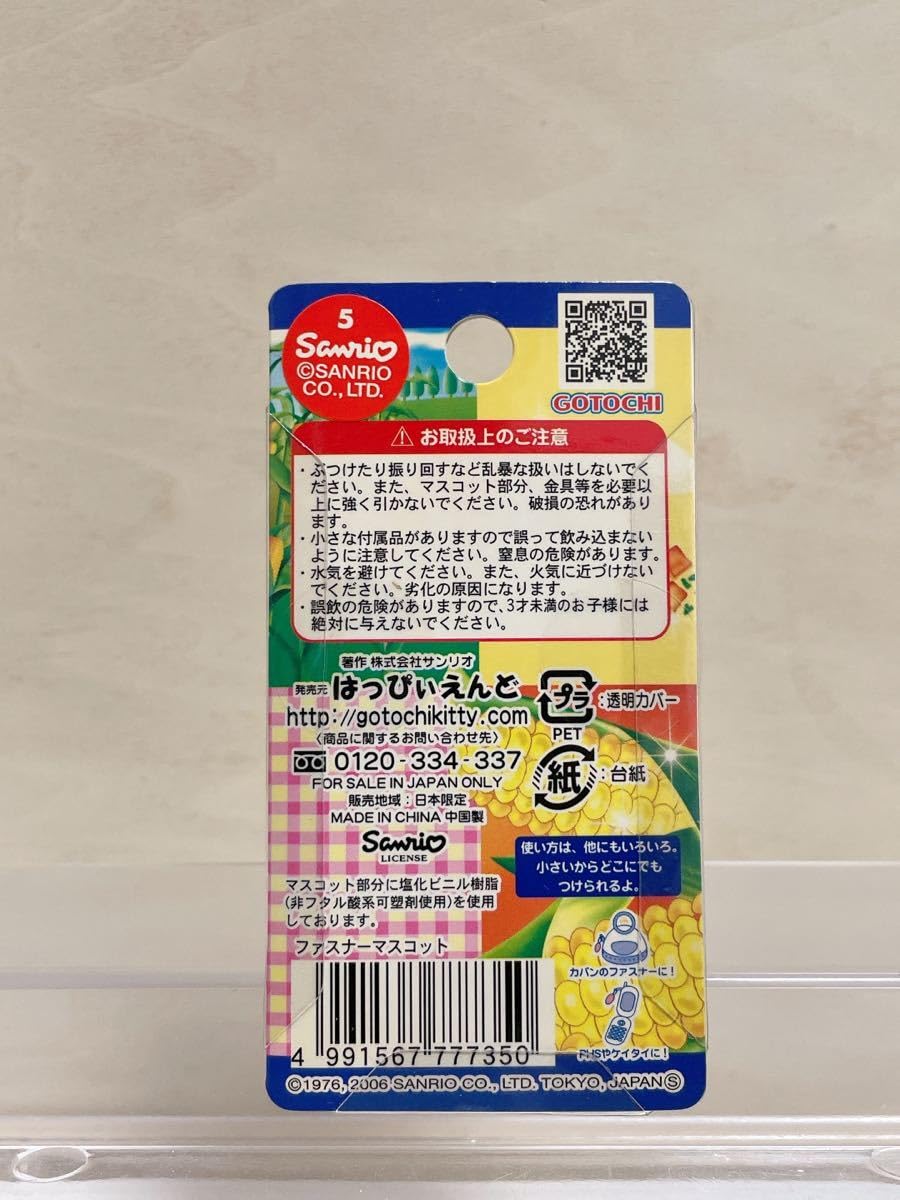 5
Sanrio
©SANRIO
CO., LTD.
GOTOCHI
⚠ お取扱上のご注意
・ぶつけたり振り回すなど乱暴な扱いはしないでく
ださい。また、マスコット部分、金具等を必要以
上に強く引かないでください。破損の恐れがあり
ます。
・小さな付属品がありますので誤って飲み込まない
ように注意してください。窒息の危険があります。
・水気を避けてください。また、火気に近づけない
でください。劣化の原因になります。
・誤飲の危険がありますので、3才未満のお子様には
絶対に与えないでください。
著作 株式会社サンリオ
発売元 はっぴぃえんど
http://gotochikitty.com
〈商品に関するお問い合わせ先〉
0120-334-337
FOR SALE IN JAPAN ONLY
販売地域：日本限定
MADE IN CHINA 中国製
Sanrio
LICENSE
プラ：透明カバー
PET
紙：台紙
使い方は、他にもいろいろ。
小さいからどこにでも
つけられるよ。
マスコット部分に塩化ビニル樹脂
(非フタル酸系可塑剤使用)を使用
しております。
ファスナーマスコット
カバンのファスナーに！
PHSやケイタイに！
4 991567 777350
©1976, 2006 SANRIO CO., LTD. TOKYO, JAPAN Ⓢ